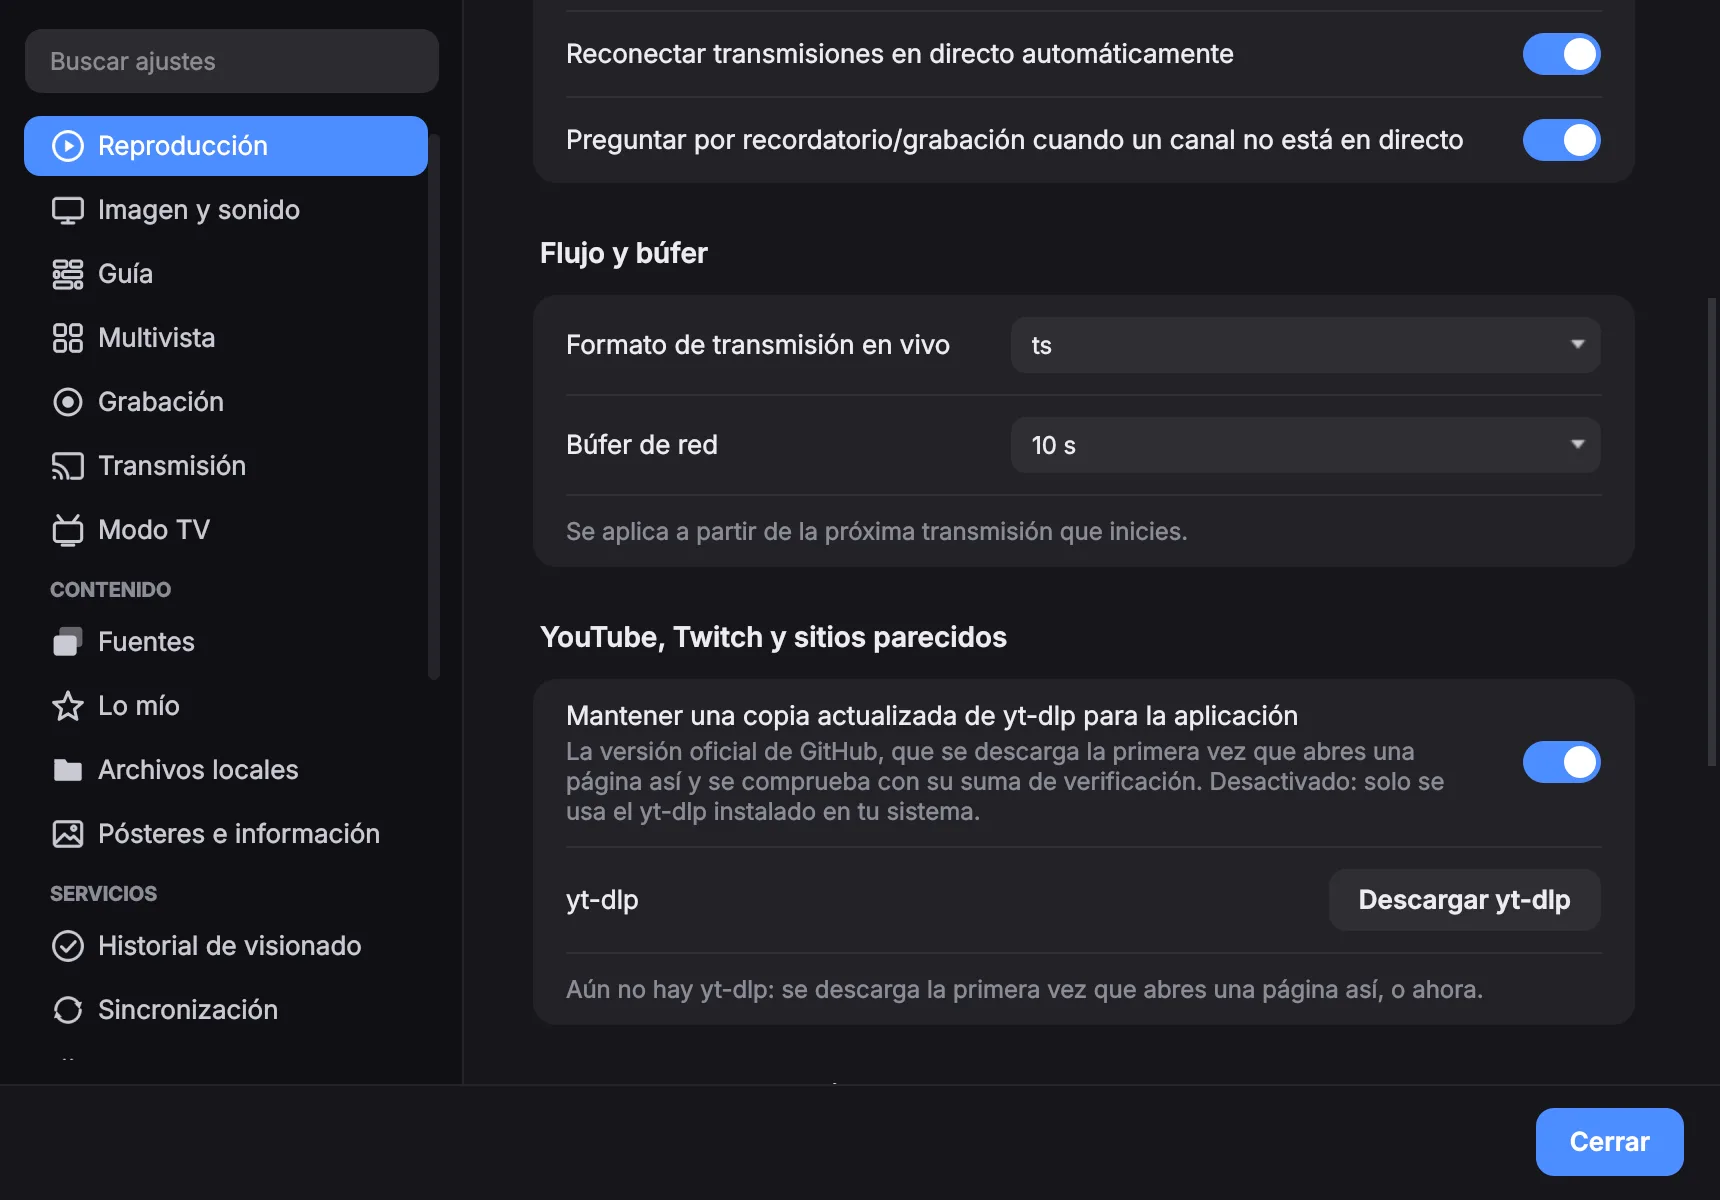 Buscar ajustes
Reproducción
Imagen y sonido
Guía
Multivista
Grabación
Transmisión
Modo TV
CONTENIDO
Fuentes
Lo mío
Archivos locales
Pósteres e información
SERVICIOS
Historial de visionado
Sincronización
Reconectar transmisiones en directo automáticamente
Preguntar por recordatorio/grabación cuando un canal no está en directo
Flujo y búfer
Formato de transmisión en vivo
ts
Búfer de red
10 s
Se aplica a partir de la próxima transmisión que inicies.
YouTube, Twitch y sitios parecidos
Mantener una copia actualizada de yt-dlp para la aplicación
La versión oficial de GitHub, que se descarga la primera vez que abres una
página así y se comprueba con su suma de verificación. Desactivado: solo se
usa el yt-dlp instalado en tu sistema.
yt-dlp
Descargar yt-dlp
Aún no hay yt-dlp: se descarga la primera vez que abres una página así, o ahora.
Cerrar